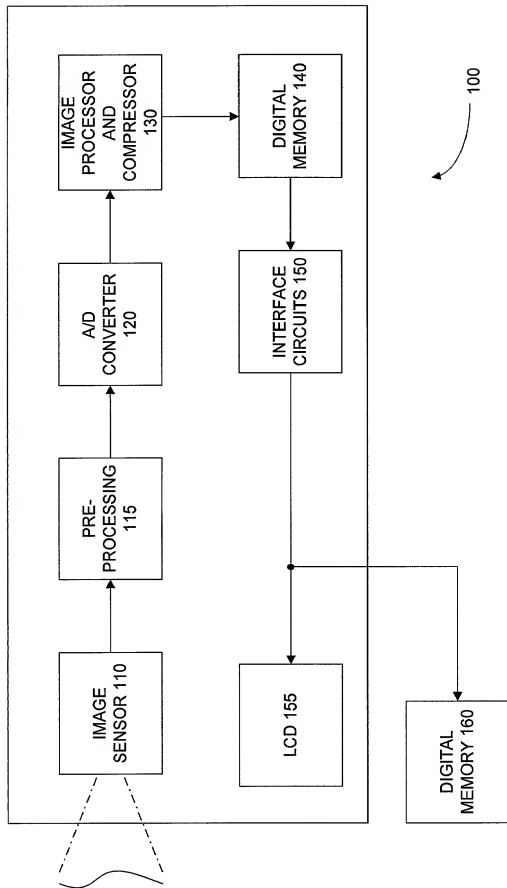 IMAGE
SENSOR 110
PRE-
PROCESSING
115
A/D
CONVERTER
120
IMAGE
PROCESSOR
AND
COMPRESSOR
130
LCD 155
INTERFACE
CIRCUITS 150
DIGITAL
MEMORY 140
DIGITAL
MEMORY 160
100